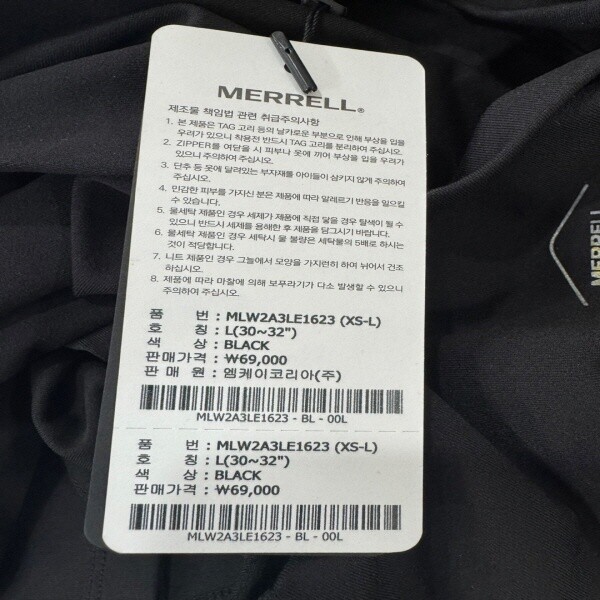 MERRELL®
제조물 책임법 관련 취급주의사항
1. 본 제품은 TAG 고리 등의 날카로운 부분으로 인해 부상을 입을
우려가 있으니 착용전 반드시 TAG 고리를 분리하여 주십시오.
2. ZIPPER를 여닫을 시 피부나 옷에 끼어 부상을 입을 우려가
있으니 주의하여 주십시오.
3. 단추 등 옷에 달려있는 부자재를 아이들이 삼키지 않게 주의하여
주십시오.
4. 민감한 피부를 가지신 분은 제품에 따라 알레르기 반응을 일으킬
수 있습니다.
5. 물세탁 제품인 경우 세제가 제품에 직접 닿을 경우 탈색이 될 수
있으니 반드시 세제를 용해한 후 제품을 담그시기 바랍니다.
6. 물세탁 제품인 경우 세탁시 물 불량은 세탁물의 5배로 하시는
것이 적당합니다.
7. 니트 제품인 경우 그늘에서 모양을 가지런히 하며 뉘어서 건조
하십시오.
8. 제품에 따라 마찰에 의해 보푸라기가 다소 발생할 수 있으니
주의하여 주십시오.
품 번 : MLW2A3LE1623 (XS-L)
호 칭 : L(30~32")
색 상 : BLACK
판매가격 : ₩69,000
판 매 원 : 엠케이코리아(주)
MLW2A3LE1623 - BL - 00L
품 번 : MLW2A3LE1623 (XS-L)
호 칭 : L(30~32")
색 상 : BLACK
판매가격 : ₩69,000
MLW2A3LE1623 - BL - 00L
MERRELL